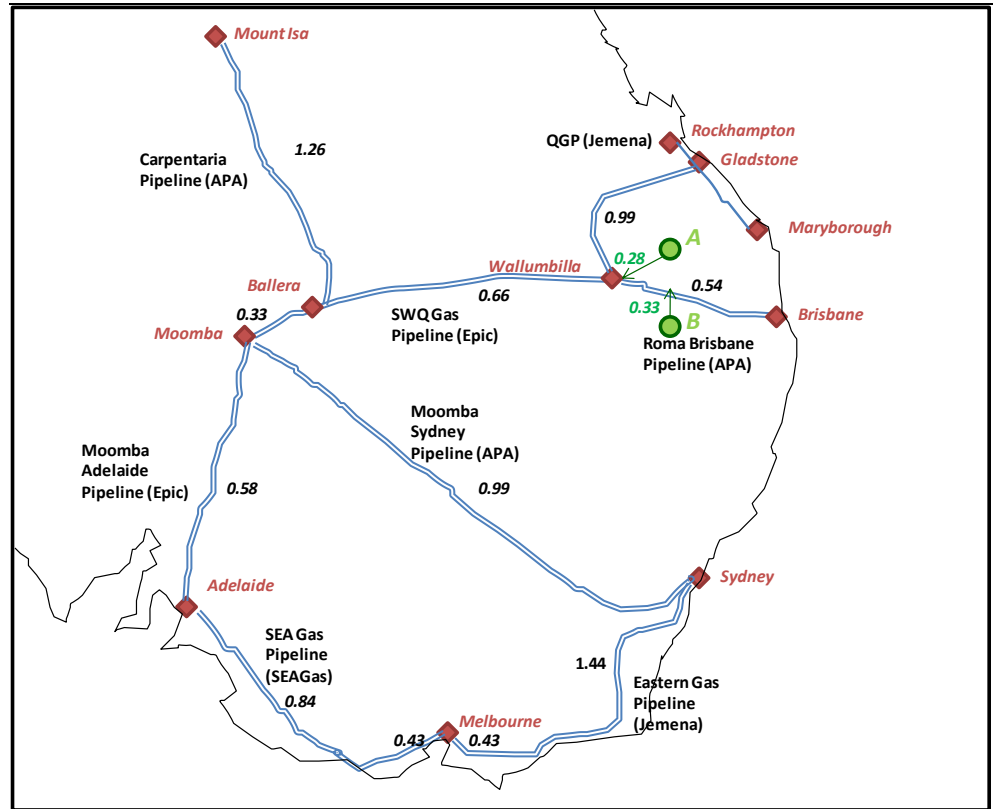 Mount Isa
1.26
Carpentaria
Pipeline (APA)
QGP (Jemena)
Rockhampton
Gladstone
0.99
Maryborough
A
0.28
Wallumbilla
0.54
0.33
B
Brisbane
Roma Brisbane
Pipeline (APA)
Ballera
0.66
SWQ Gas
Pipeline (Epic)
0.33
Moomba
Moomba
Sydney
Pipeline (APA)
0.99
Moomba
Adelaide
Pipeline (Epic)
0.58
Adelaide
Sydney
SEA Gas
Pipeline
(SEAGas)
0.84
1.44
Eastern Gas
Pipeline
(Jemena)
Melbourne
0.43
0.43